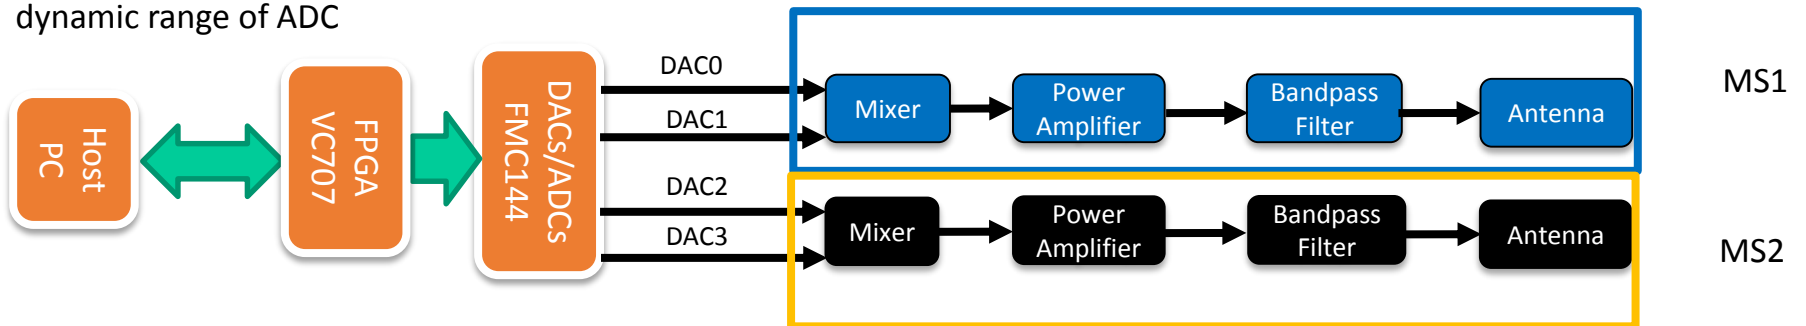 dynamic range of ADC
Host
PC
FPGA
VC707
DACs/ADCs
FMC144
DAC0
DAC1
DAC2
DAC3
Mixer
Power
Amplifier
Bandpass
Filter
Antenna
MS1
Mixer
Power
Amplifier
Bandpass
Filter
Antenna
MS2